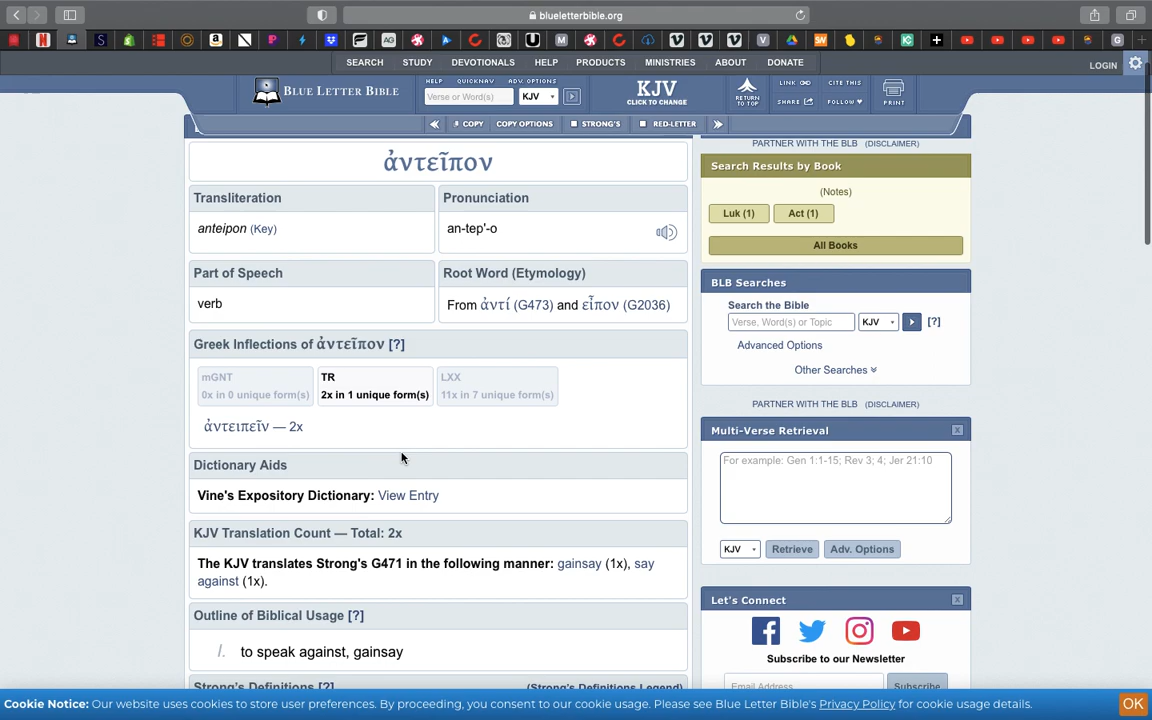 blueletterbible.org
SEARCH STUDY DEVOTIONALS HELP PRODUCTS MINISTRIES ABOUT DONATE
LOGIN
BLUE LETTER BIBLE
HELP QUICKNAV ADV. OPTIONS
Verse or Word(s) KJV
KJV
CLICK TO CHANGE
RETURN TO TOP
LINK CITE THIS
SHARE FOLLOW
PRINT
COPY COPY OPTIONS STRONG'S RED-LETTER
ἀντεῖπον
Transliteration
anteipon (Key)
Pronunciation
an-tep'-o
Part of Speech
verb
Root Word (Etymology)
From ἀντί (G473) and εἶπον (G2036)
Greek Inflections of ἀντεῖπον [?]
mGNT
0x in 0 unique form(s)
TR
2x in 1 unique form(s)
LXX
11x in 7 unique form(s)
ἀντειπεῖν — 2x
Dictionary Aids
Vine's Expository Dictionary: View Entry
KJV Translation Count — Total: 2x
The KJV translates Strong's G471 in the following manner: gainsay (1x), say
against (1x).
Outline of Biblical Usage [?]
I. to speak against, gainsay
Strong's Definitions [?] (Strong's Definitions Legend)
PARTNER WITH THE BLB (DISCLAIMER)
Search Results by Book
(Notes)
Luk (1) Act (1)
All Books
BLB Searches
Search the Bible
Verse, Word(s) or Topic KJV [?]
Advanced Options
Other Searches
PARTNER WITH THE BLB (DISCLAIMER)
Multi-Verse Retrieval
For example: Gen 1:1-15; Rev 3; 4; Jer 21:10
KJV Retrieve Adv. Options
Let's Connect
Subscribe to our Newsletter
Email Address Subscribe
Cookie Notice: Our website uses cookies to store user preferences. By proceeding, you consent to our cookie usage. Please see Blue Letter Bible's Privacy Policy for cookie usage details. OK